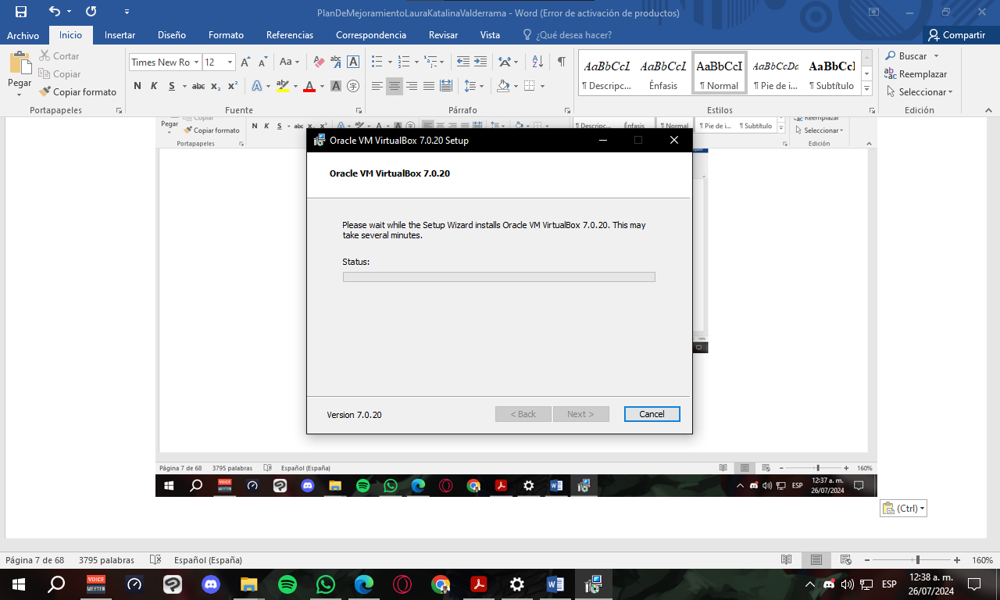 PlanDeMejoramientoLauraKatalinaValderrama - Word (Error de activación de productos)
Archivo Inicio Insertar Diseño Formato Referencias Correspondencia Revisar Vista ¿Qué desea hacer? Compartir
Pegar
Cortar
Copiar
Copiar formato
Portapapeles
Times New Ro 12 Aa
N K S abc x₂ x²
Fuente
Párrafo
AaBbCcL AaBbCcL AaBbCcI AaBbCcDc AaBbCcI
¶ Descripc... Énfasis ¶ Normal ¶ Pie de i... ¶ Subtítulo
Estilos
Buscar
Reemplazar
Seleccionar
Edición
Pegar
Copiar formato
Portapapeles
N K S
Fuente
Párrafo
¶ Descripc... Énfasis ¶ Normal ¶ Pie de i... ¶ Subtítulo
Estilos
Reemplazar
Seleccionar
Edición
Oracle VM VirtualBox 7.0.20 Setup
Oracle VM VirtualBox 7.0.20
Please wait while the Setup Wizard installs Oracle VM VirtualBox 7.0.20. This may
take several minutes.
Status:
Version 7.0.20 < Back Next > Cancel
Página 7 de 68 3795 palabras Español (España) 160%
VOICE
MEETER
ESP
12:37 a. m.
26/07/2024
(Ctrl)
Página 7 de 68 3795 palabras Español (España) 160%
VOICE
MEETER
ESP
12:38 a. m.
26/07/2024